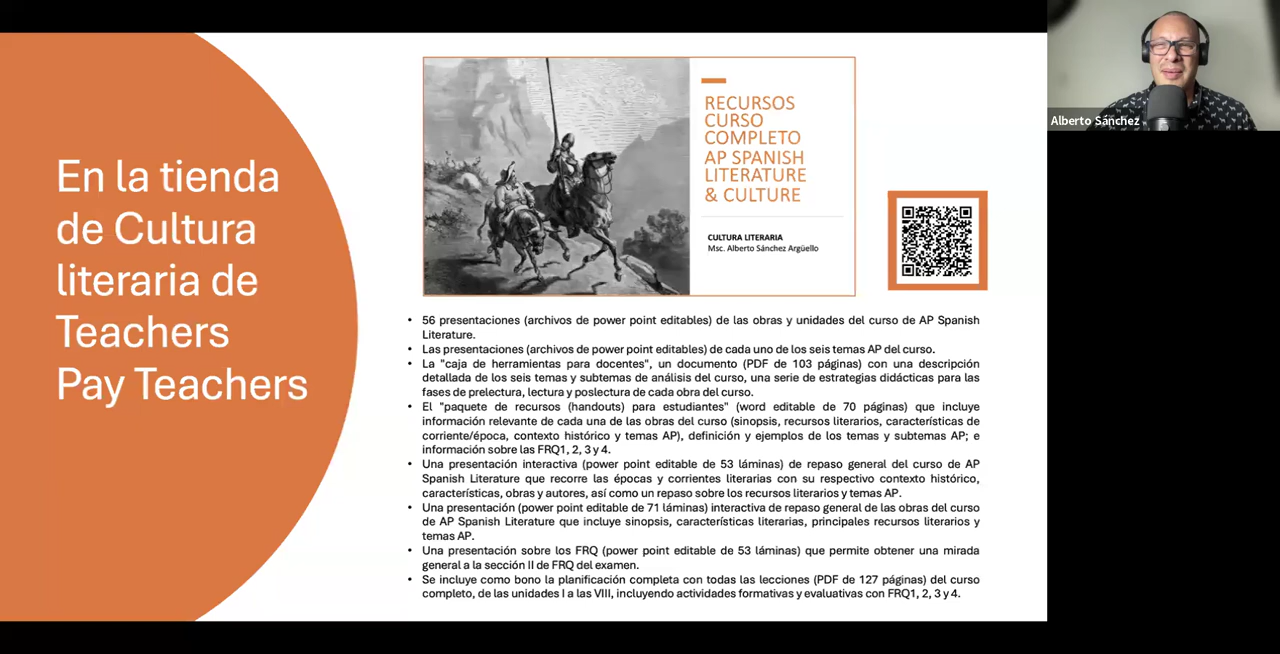 En la tienda
de Cultura
literaria de
Teachers
Pay Teachers
RECURSOS
CURSO
COMPLETO
AP SPANISH
LITERATURE
& CULTURE
CULTURA LITERARIA
Msc. Alberto Sánchez Argüello
Alberto Sánchez
• 56 presentaciones (archivos de power point editables) de las obras y unidades del curso de AP Spanish
Literature.
• Las presentaciones (archivos de power point editables) de cada uno de los seis temas AP del curso.
• La "caja de herramientas para docentes", un documento (PDF de 103 páginas) con una descripción
detallada de los seis temas y subtemas de análisis del curso, una serie de estrategias didácticas para las
fases de prelectura, lectura y poslectura de cada obra del curso.
• El "paquete de recursos (handouts) para estudiantes" (word editable de 70 páginas) que incluye
información relevante de cada una de las obras del curso (sinopsis, recursos literarios, características de
corriente/época, contexto histórico y temas AP), definición y ejemplos de los temas y subtemas AP; e
información sobre las FRQ1, 2, 3 y 4.
• Una presentación interactiva (power point editable de 53 láminas) de repaso general del curso de AP
Spanish Literature que recorre las épocas y corrientes literarias con su respectivo contexto histórico,
características, obras y autores, así como un repaso sobre los recursos literarios y temas AP.
• Una presentación (power point editable de 71 láminas) interactiva de repaso general de las obras del curso
de AP Spanish Literature que incluye sinopsis, características literarias, principales recursos literarios y
temas AP.
• Una presentación sobre los FRQ (power point editable de 53 láminas) que permite obtener una mirada
general a la sección II de FRQ del examen.
• Se incluye como bono la planificación completa con todas las lecciones (PDF de 127 páginas) del curso
completo, de las unidades I a las VIII, incluyendo actividades formativas y evaluativas con FRQ1, 2, 3 y 4.